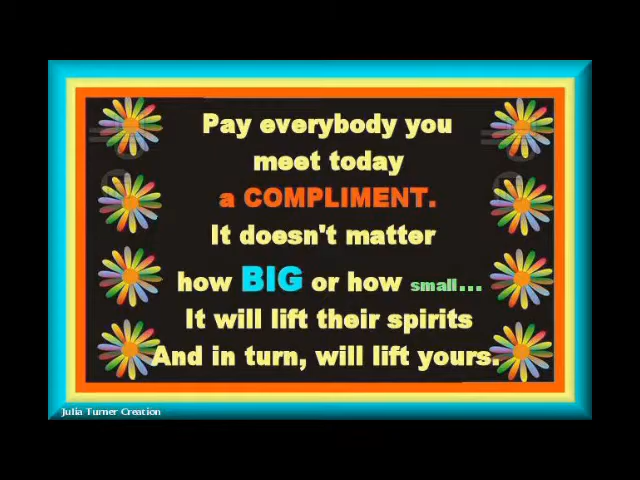 Pay everybody you
meet today
a COMPLIMENT.
It doesn't matter
how BIG or how small...
It will lift their spirits
And in turn, will lift yours.
Julia Turner Creation